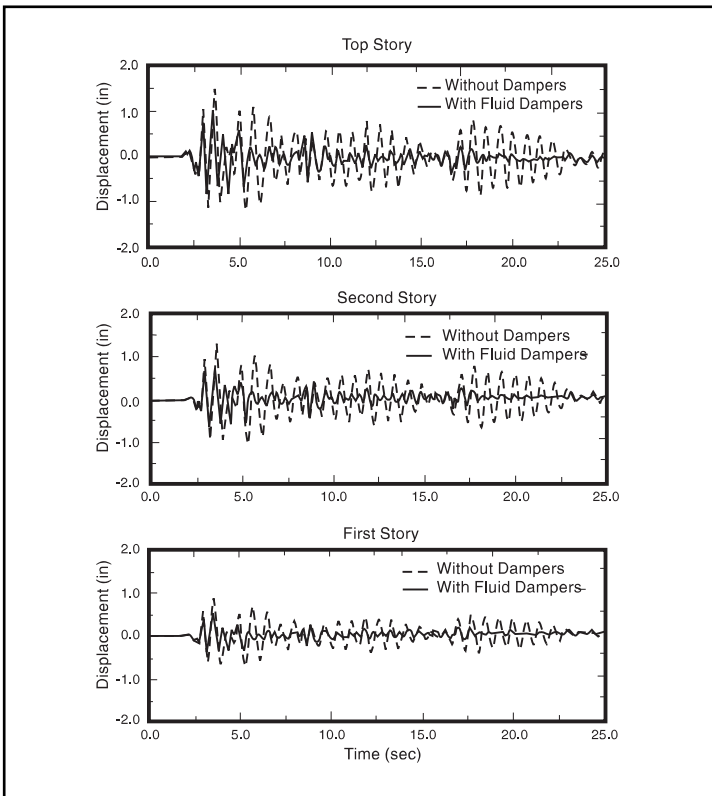 Top Story
2.0
Without Dampers
With Fluid Dampers
1.0
0.0
-1.0
-2.0
Displacement (in)
0.0 5.0 10.0 15.0 20.0 25.0
Second Story
2.0
Without Dampers
With Fluid Dampers
1.0
0.0
-1.0
-2.0
Displacement (in)
0.0 5.0 10.0 15.0 20.0 25.0
First Story
2.0
Without Dampers
With Fluid Dampers
1.0
0.0
-1.0
-2.0
Displacement (in)
0.0 5.0 10.0 15.0 20.0 25.0
Time (sec)